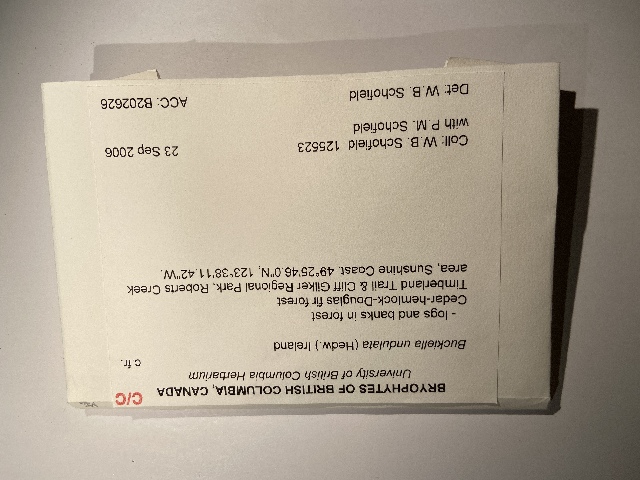 BRYOPHYTES OF BRITISH COLUMBIA, CANADA C/C
University of British Columbia Herbarium
c fr.
Buckiella undulata (Hedw.) Ireland
- logs and banks in forest
Cedar-hemlock-Douglas fir forest
Timberland Trail & Cliff Gilker Regional Park, Roberts Creek
area, Sunshine Coast. 49°25'46.0"N, 123°38'11.42"W.
Coll: W.B. Schofield 125523 23 Sep 2006
with P.M. Schofield
Det: W.B. Schofield ACC: B202626